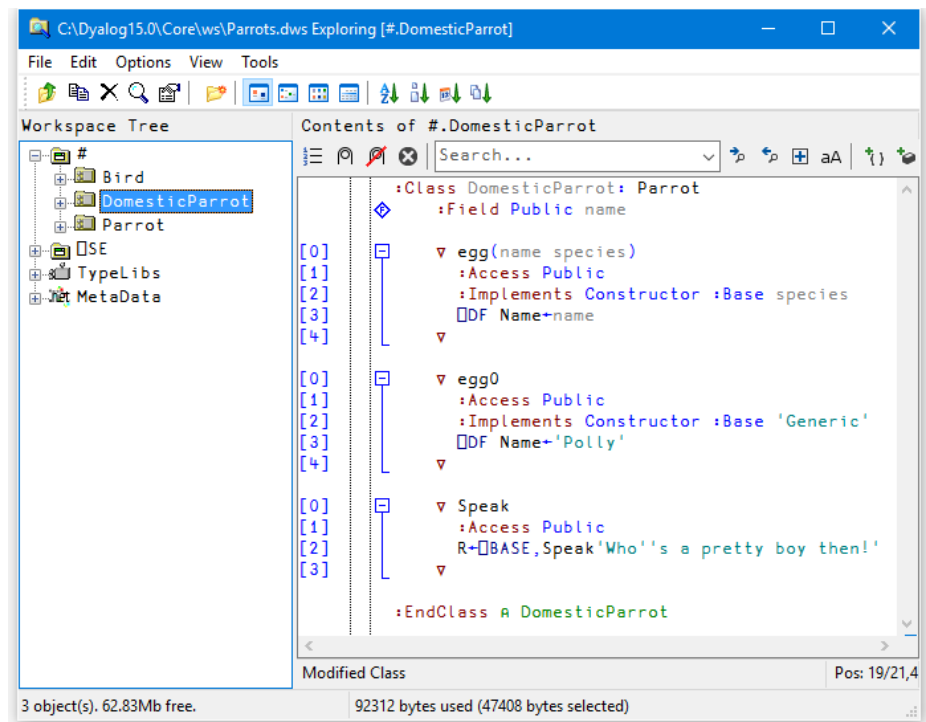 C:\Dyalog15.0\Core\ws\Parrots.dws Exploring [#.DomesticParrot]
File Edit Options View Tools
Workspace Tree
#
Bird
DomesticParrot
Parrot
⎕SE
TypeLibs
.Net MetaData
Contents of #.DomesticParrot
Search...
aA
:Class DomesticParrot: Parrot
:Field Public name
[0] ∇ egg(name species)
[1] :Access Public
[2] :Implements Constructor :Base species
[3] ⎕DF Name←name
[4] ∇
[0] ∇ egg0
[1] :Access Public
[2] :Implements Constructor :Base 'Generic'
[3] ⎕DF Name←'Polly'
[4] ∇
[0] ∇ Speak
[1] :Access Public
[2] R←⎕BASE,Speak'Who''s a pretty boy then!'
[3] ∇
:EndClass ⍝ DomesticParrot
Modified Class
Pos: 19/21,4
3 object(s). 62.83Mb free.
92312 bytes used (47408 bytes selected)